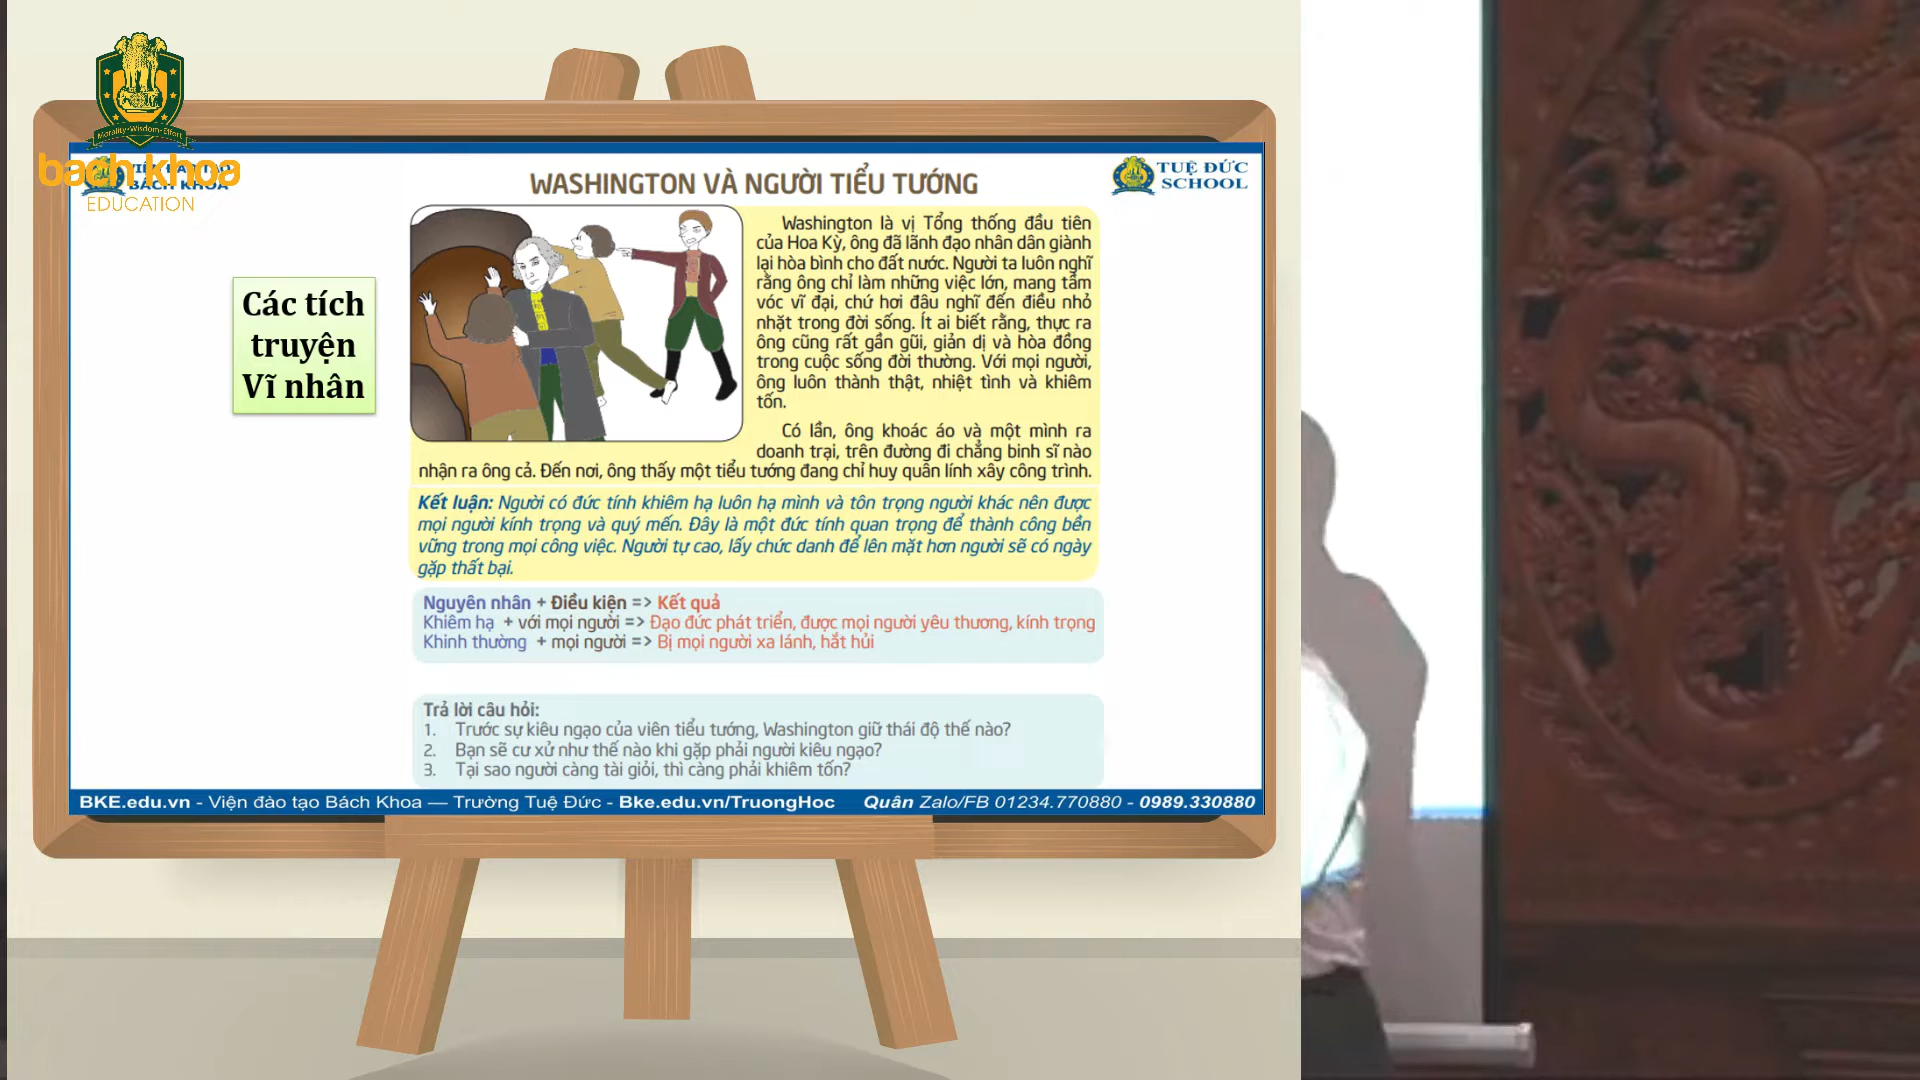 Morality-Wisdom-Effort
bach khoa
EDUCATION
BÁCH KHOA
WASHINGTON VÀ NGƯỜI TIỂU TƯỚNG
TUỆ ĐỨC
SCHOOL
Các tích
truyện
Vĩ nhân
Washington là vị Tổng thống đầu tiên
của Hoa Kỳ, ông đã lãnh đạo nhân dân giành
lại hòa bình cho đất nước. Người ta luôn nghĩ
rằng ông chỉ làm những việc lớn, mang tầm
vóc vĩ đại, chứ hơi đâu nghĩ đến điều nhỏ
nhặt trong đời sống. Ít ai biết rằng, thực ra
ông cũng rất gần gũi, giản dị và hòa đồng
trong cuộc sống đời thường. Với mọi người,
ông luôn thành thật, nhiệt tình và khiêm
tốn.
Có lần, ông khoác áo và một mình ra
doanh trại, trên đường đi chẳng binh sĩ nào
nhận ra ông cả. Đến nơi, ông thấy một tiểu tướng đang chỉ huy quân lính xây công trình.
Kết luận: Người có đức tính khiêm hạ luôn hạ mình và tôn trọng người khác nên được
mọi người kính trọng và quý mến. Đây là một đức tính quan trọng để thành công bền
vững trong mọi công việc. Người tự cao, lấy chức danh để lên mặt hơn người sẽ có ngày
gặp thất bại.
Nguyên nhân + Điều kiện => Kết quả
Khiêm hạ + với mọi người => Đạo đức phát triển, được mọi người yêu thương, kính trọng
Khinh thường + mọi người => Bị mọi người xa lánh, hắt hủi
Trả lời câu hỏi:
1. Trước sự kiêu ngạo của viên tiểu tướng, Washington giữ thái độ thế nào?
2. Bạn sẽ cư xử như thế nào khi gặp phải người kiêu ngạo?
3. Tại sao người càng tài giỏi, thì càng phải khiêm tốn?
BKE.edu.vn - Viện đào tạo Bách Khoa — Trường Tuệ Đức - Bke.edu.vn/TruongHoc Quân Zalo/FB 01234.770880 - 0989.330880